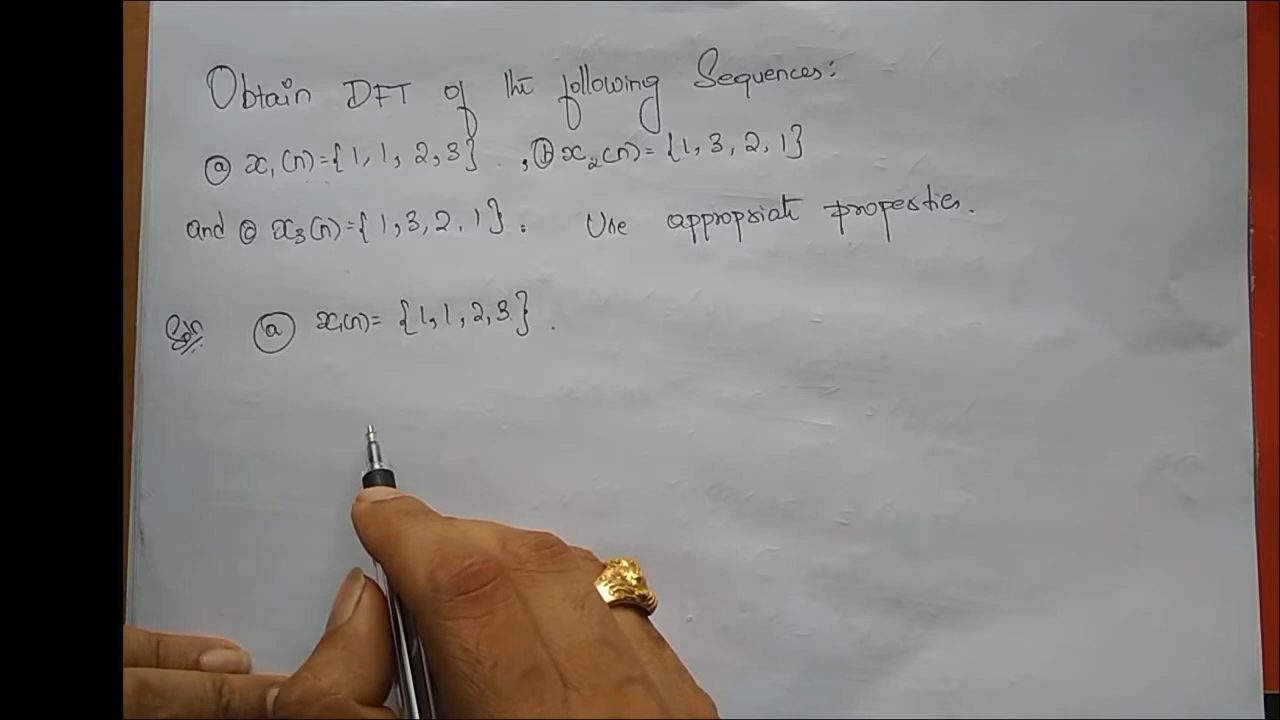 Obtain DFT of the following Sequences:
ⓐ x₁(n)={1, 1, 2, 3} , ⓑ x₂(n)= {1, 3, 2, 1}
and ⓒ x₃(n)={1, 3, 2, 1}. Use appropriate properties.
Soln ⓐ x₁(n)= {1, 1, 2, 3}.